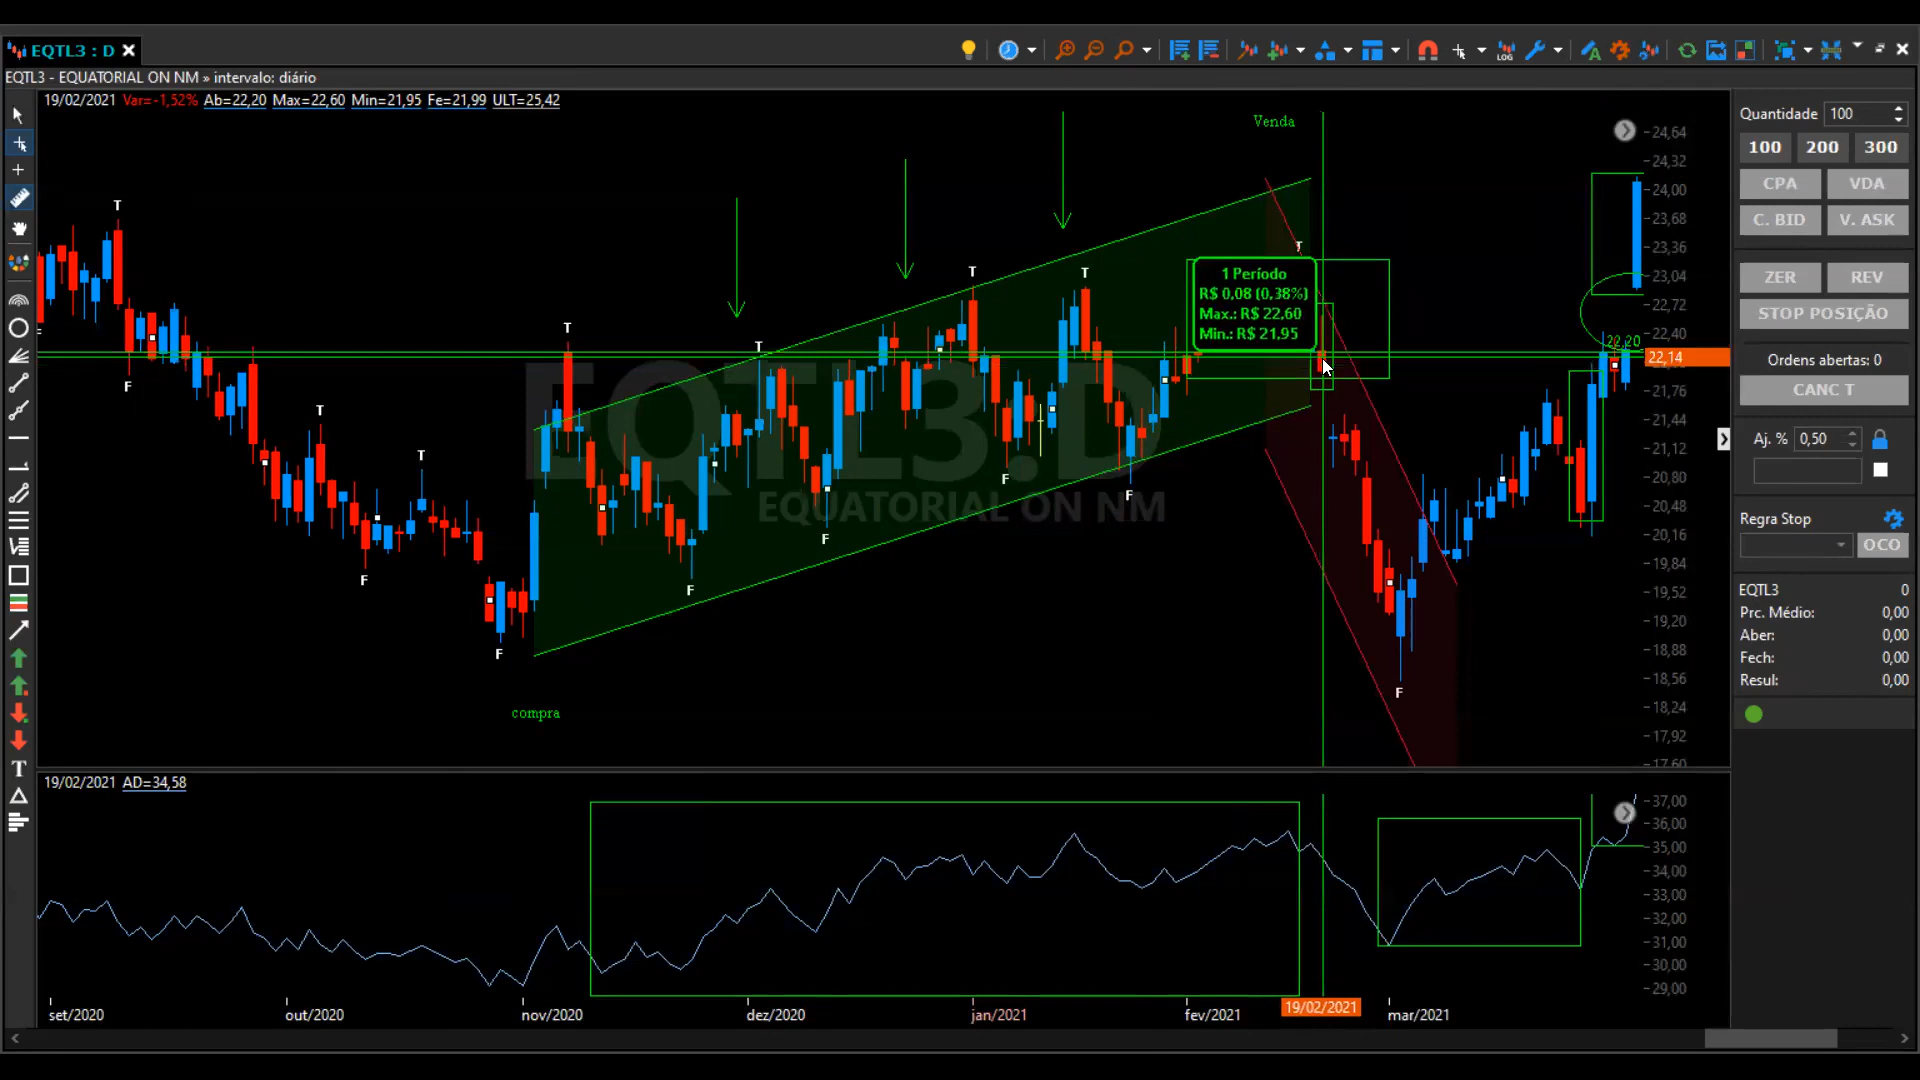 EQTL3 : D
LOG
EQTL3 - EQUATORIAL ON NM » intervalo: diário
19/02/2021 Var=-1,52% Ab=22,20 Max=22,60 Min=21,95 Fe=21,99 ULT=25,42
Venda
T
T
T
T
T
T
T
T
F
F
F
F
F
F
F
F
1 Período
R$ 0,08 (0,38%)
Max.: R$ 22,60
Min.: R$ 21,95
EQTL3:D
EQUATORIAL ON NM
compra
22,20
24,64
24,32
24,00
23,68
23,36
23,04
22,72
22,40
22,14
21,76
21,44
21,12
20,80
20,48
20,16
19,84
19,52
19,20
18,88
18,56
18,24
17,92
17,60
19/02/2021 AD=34,58
37,00
36,00
35,00
34,00
33,00
32,00
31,00
30,00
29,00
set/2020 out/2020 nov/2020 dez/2020 jan/2021 fev/2021 19/02/2021 mar/2021
Quantidade 100
100 200 300
CPA VDA
C. BID V. ASK
ZER REV
STOP POSIÇÃO
Ordens abertas: 0
CANC T
Aj. % 0,50
Regra Stop
OCO
EQTL3 0
Prc. Médio: 0,00
Aber: 0,00
Fech: 0,00
Resul: 0,00